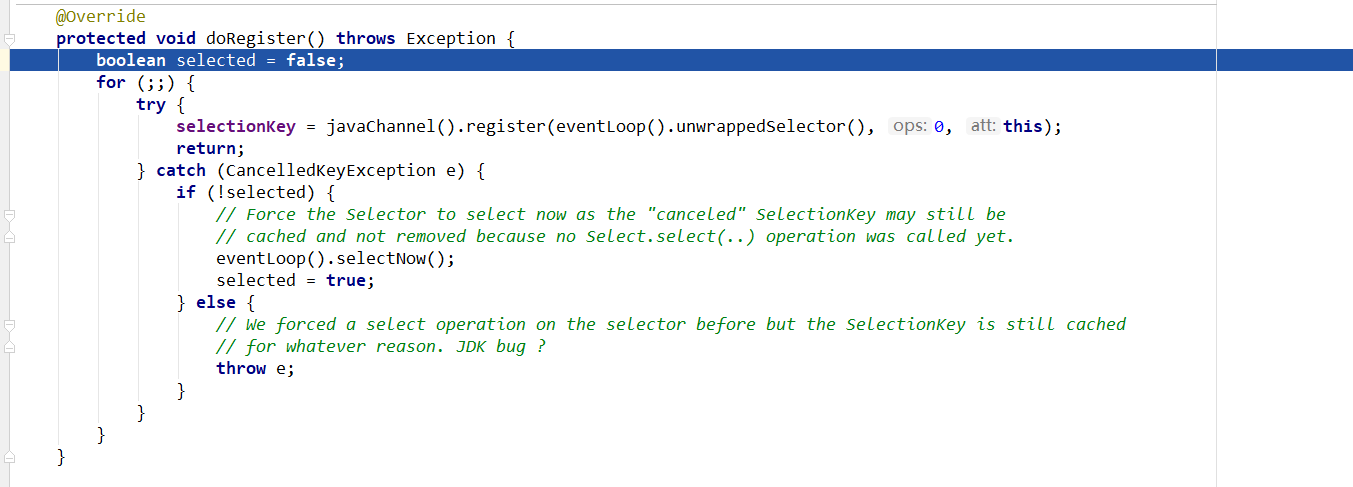 @Override
protected void doRegister() throws Exception {
boolean selected = false;
for (;;) {
try {
selectionKey = javaChannel().register(eventLoop().unwrappedSelector(), ops: 0, att: this);
return;
} catch (CancelledKeyException e) {
if (!selected) {
// Force the Selector to select now as the "canceled" SelectionKey may still be
// cached and not removed because no Select.select(..) operation was called yet.
eventLoop().selectNow();
selected = true;
} else {
// We forced a select operation on the selector before but the SelectionKey is still cached
// for whatever reason. JDK bug ?
throw e;
}
}
}
}